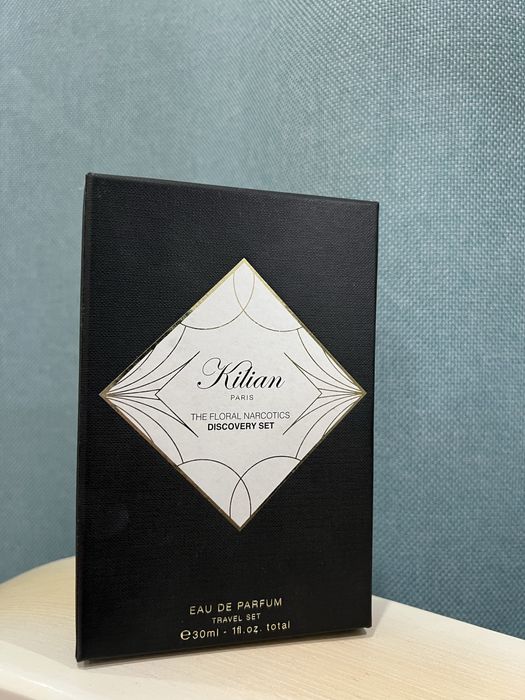 Kilian
PARIS
THE FLORAL NARCOTICS
DISCOVERY SET
EAU DE PARFUM
TRAVEL SET
℮30ml - 1fl.oz. total